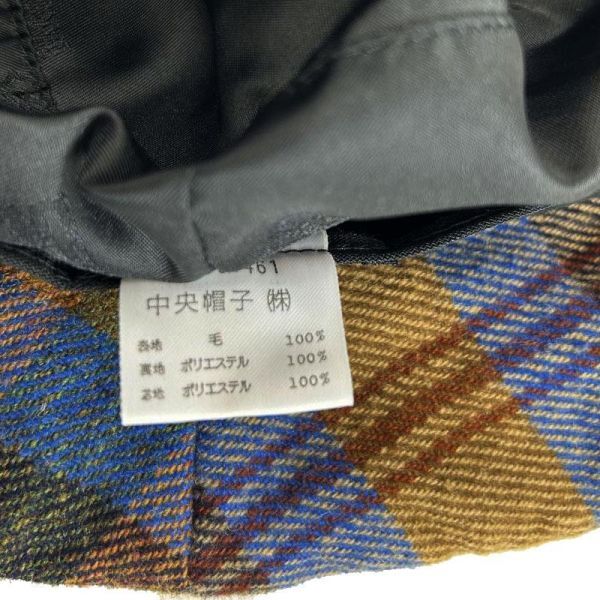 461
中央帽子 ㈱
表地 毛 100%
裏地 ポリエステル 100%
芯地 ポリエステル 100%